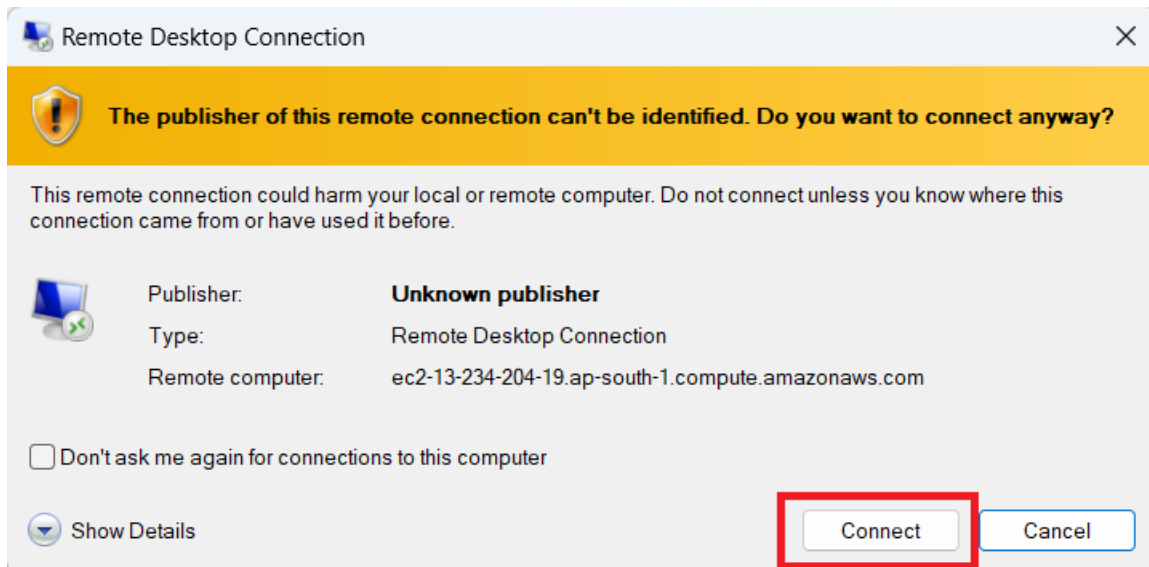 Remote Desktop Connection
The publisher of this remote connection can't be identified. Do you want to connect anyway?
This remote connection could harm your local or remote computer. Do not connect unless you know where this
connection came from or have used it before.
Publisher: Unknown publisher
Type: Remote Desktop Connection
Remote computer: ec2-13-234-204-19.ap-south-1.compute.amazonaws.com
Don't ask me again for connections to this computer
Show Details Connect Cancel